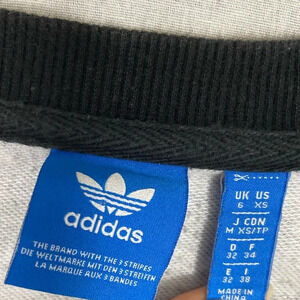 adidas
THE BRAND WITH THE 3 STRIPES
DIE WELTMARKE MIT DEN 3 STREIFEN
LA MARQUE AUX 3 BANDES
UK US
6 XS
J CDN
M XS/TP
D F
32 34
E I
32 38
MADE IN
CHINA